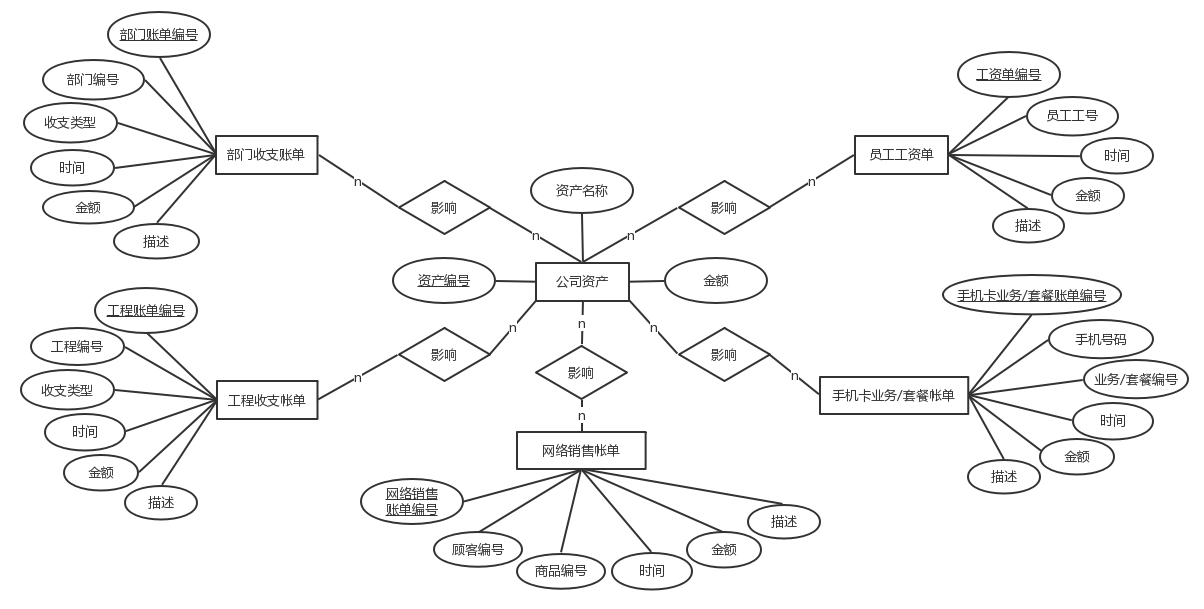 部门账单编号
部门编号
收支类型
时间
金额
描述
部门收支账单
n
影响
n
资产名称
资产编号
公司资产
金额
n
影响
n
员工工资单
工资单编号
员工工号
时间
金额
描述
工程账单编号
工程编号
收支类型
时间
金额
描述
工程收支帐单
n
影响
n
n
影响
n
网络销售帐单
网络销售
账单编号
顾客编号
商品编号
时间
金额
描述
n
影响
n
手机卡业务/套餐帐单
手机卡业务/套餐账单编号
手机号码
业务/套餐编号
时间
金额
描述